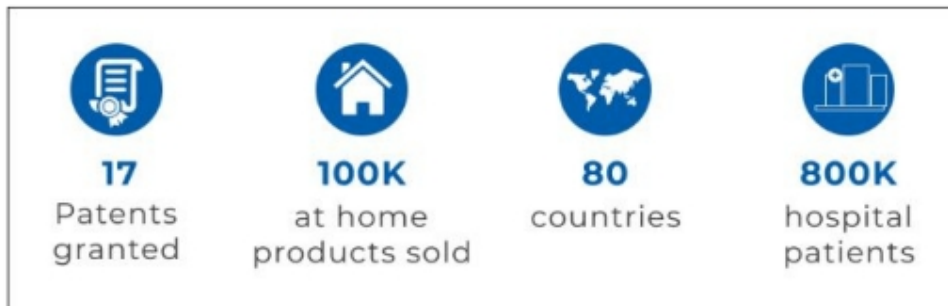 17
Patents
granted
100K
at home
products sold
80
countries
800K
hospital
patients